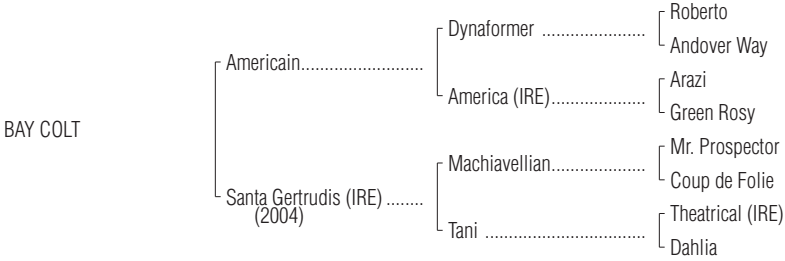 Roberto
Dynaformer ......................
Andover Way
Americain..........................
Arazi
America (IRE)....................
Green Rosy
BAY COLT
Mr. Prospector
Machiavellian....................
Coup de Folie
Santa Gertrudis (IRE) ........
(2004)
Theatrical (IRE)
Tani ..................................
Dahlia